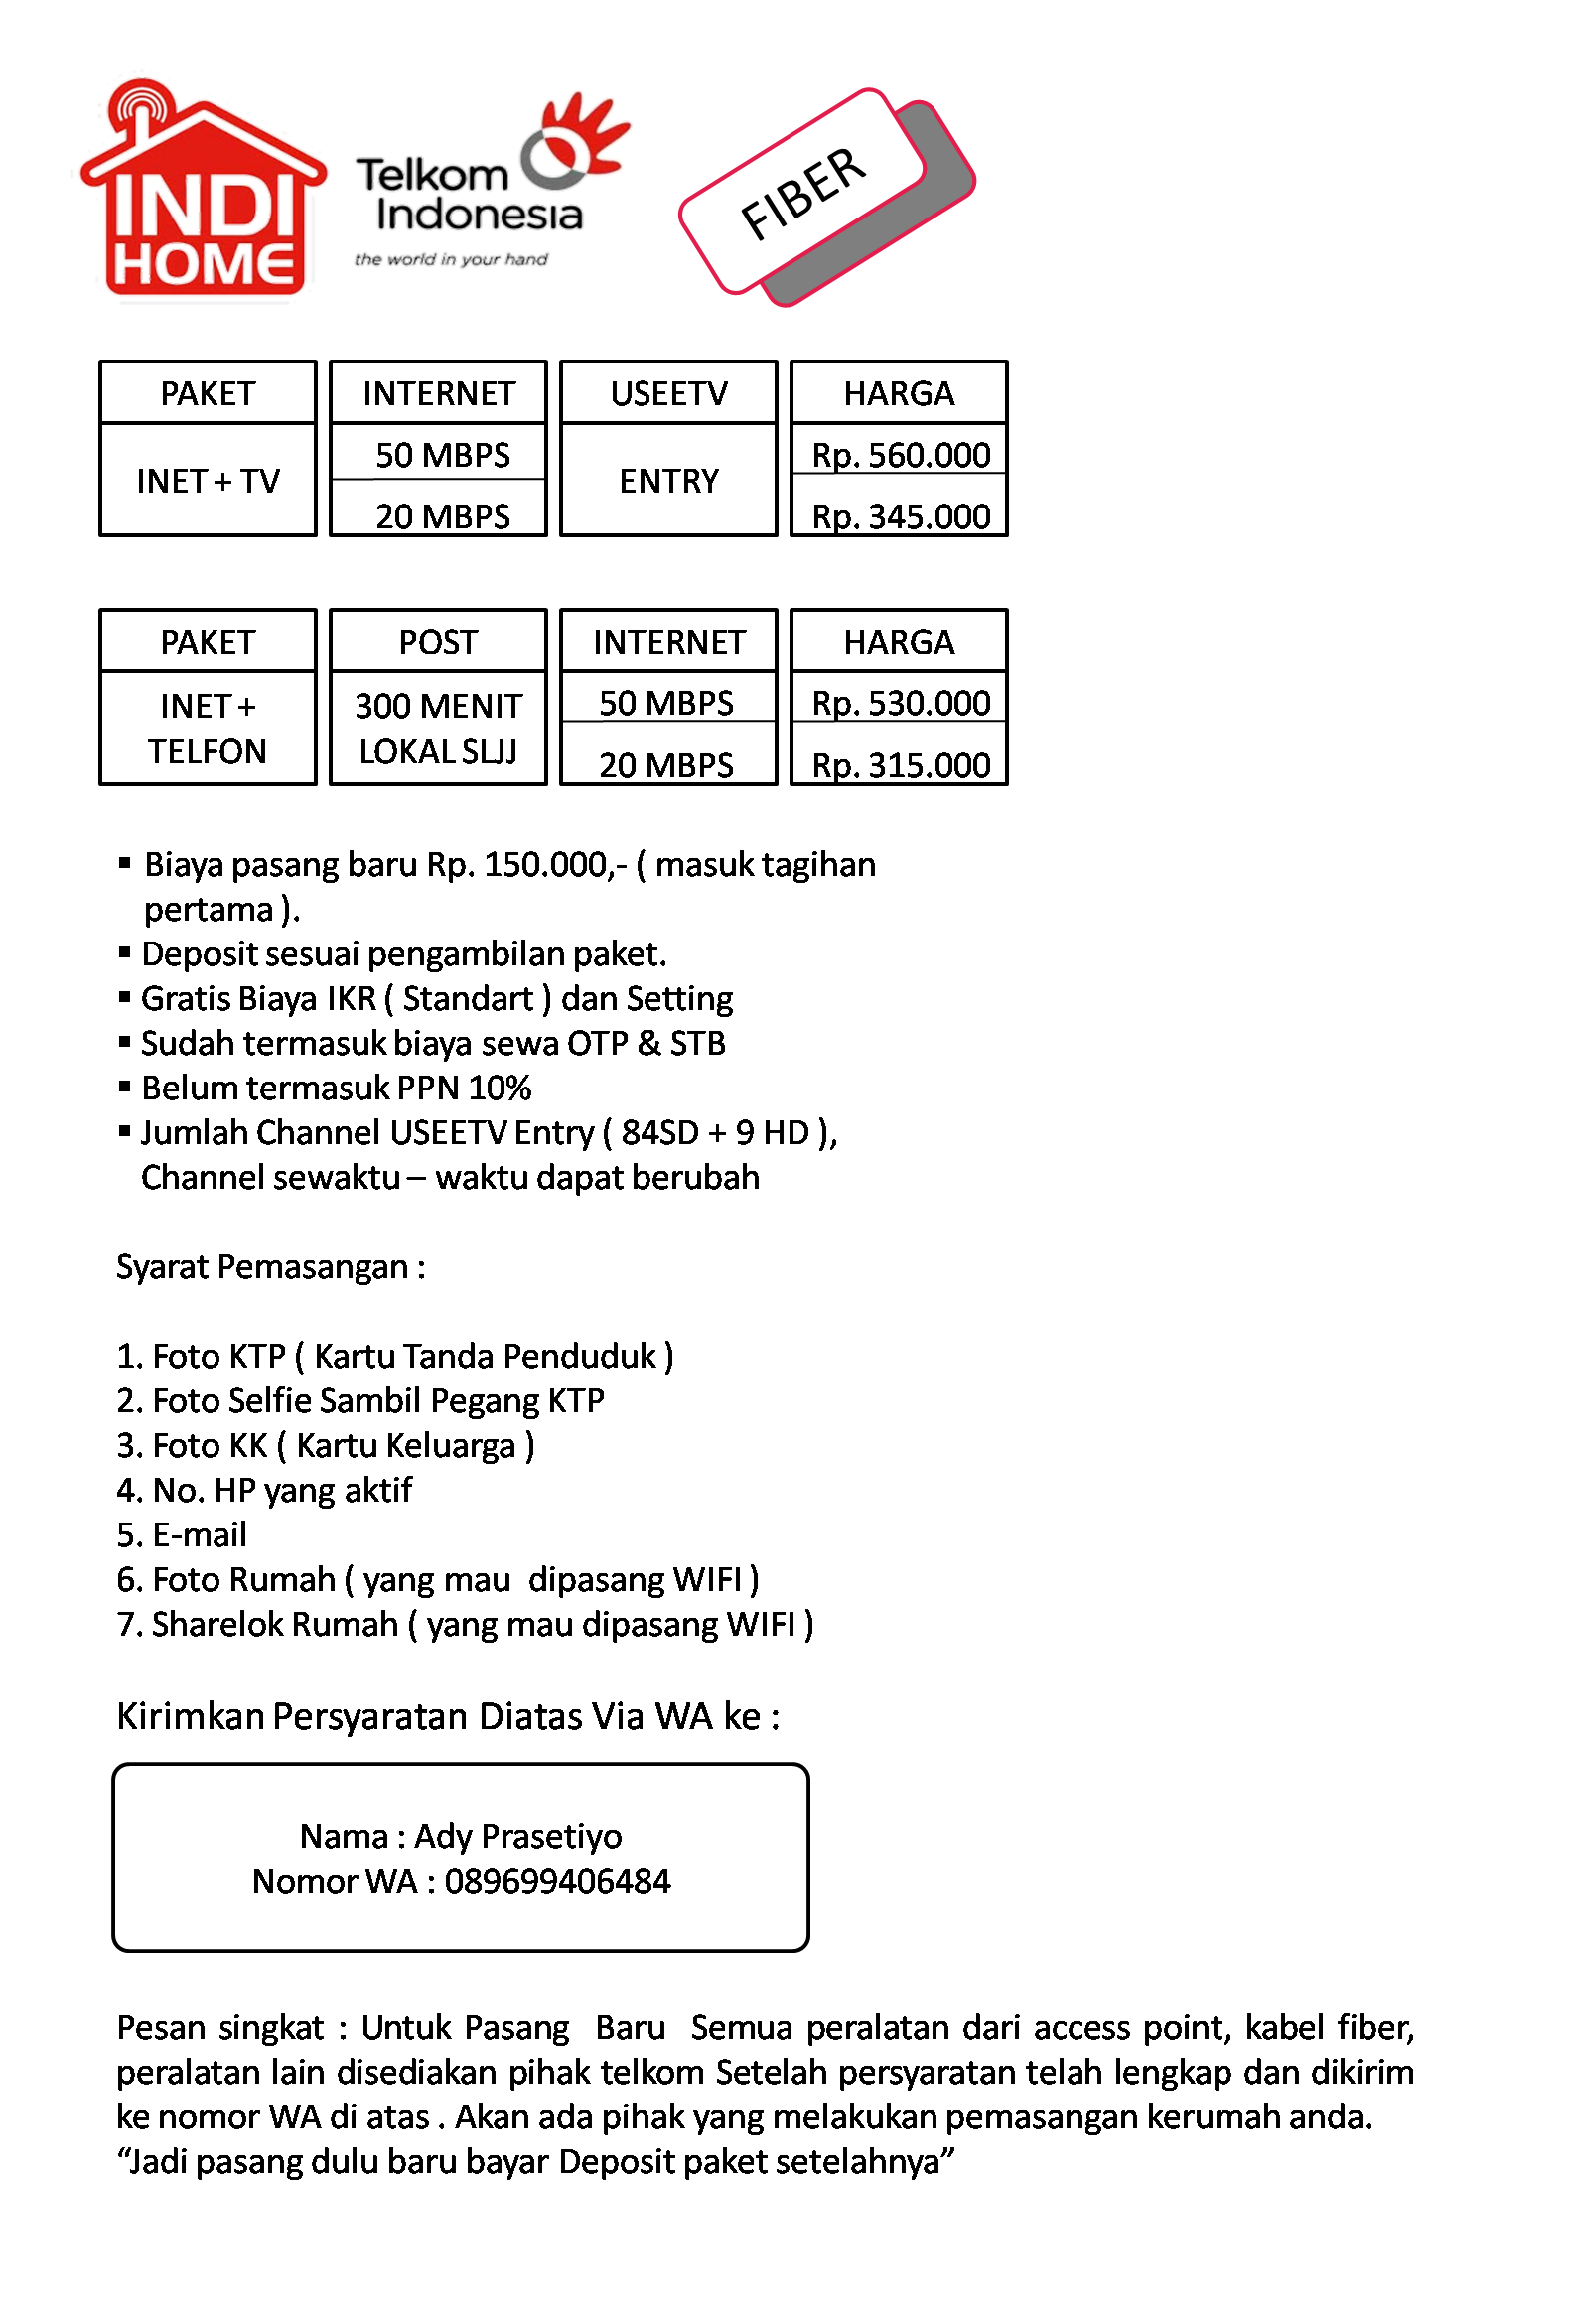 INDI
HOME
Telkom
Indonesia
the world in your hand
FIBER
PAKET INTERNET USEETV HARGA
INET + TV 50 MBPS ENTRY Rp. 560.000
20 MBPS Rp. 345.000
PAKET POST INTERNET HARGA
INET + 300 MENIT 50 MBPS Rp. 530.000
TELFON LOKAL SLJJ 20 MBPS Rp. 315.000
▪ Biaya pasang baru Rp. 150.000,- ( masuk tagihan
pertama ).
▪ Deposit sesuai pengambilan paket.
▪ Gratis Biaya IKR ( Standart ) dan Setting
▪ Sudah termasuk biaya sewa OTP & STB
▪ Belum termasuk PPN 10%
▪ Jumlah Channel USEETV Entry ( 84SD + 9 HD ),
Channel sewaktu – waktu dapat berubah
Syarat Pemasangan :
1. Foto KTP ( Kartu Tanda Penduduk )
2. Foto Selfie Sambil Pegang KTP
3. Foto KK ( Kartu Keluarga )
4. No. HP yang aktif
5. E-mail
6. Foto Rumah ( yang mau dipasang WIFI )
7. Sharelok Rumah ( yang mau dipasang WIFI )
Kirimkan Persyaratan Diatas Via WA ke :
Nama : Ady Prasetiyo
Nomor WA : 089699406484
Pesan singkat : Untuk Pasang Baru Semua peralatan dari access point, kabel fiber,
peralatan lain disediakan pihak telkom Setelah persyaratan telah lengkap dan dikirim
ke nomor WA di atas . Akan ada pihak yang melakukan pemasangan kerumah anda.
“Jadi pasang dulu baru bayar Deposit paket setelahnya”